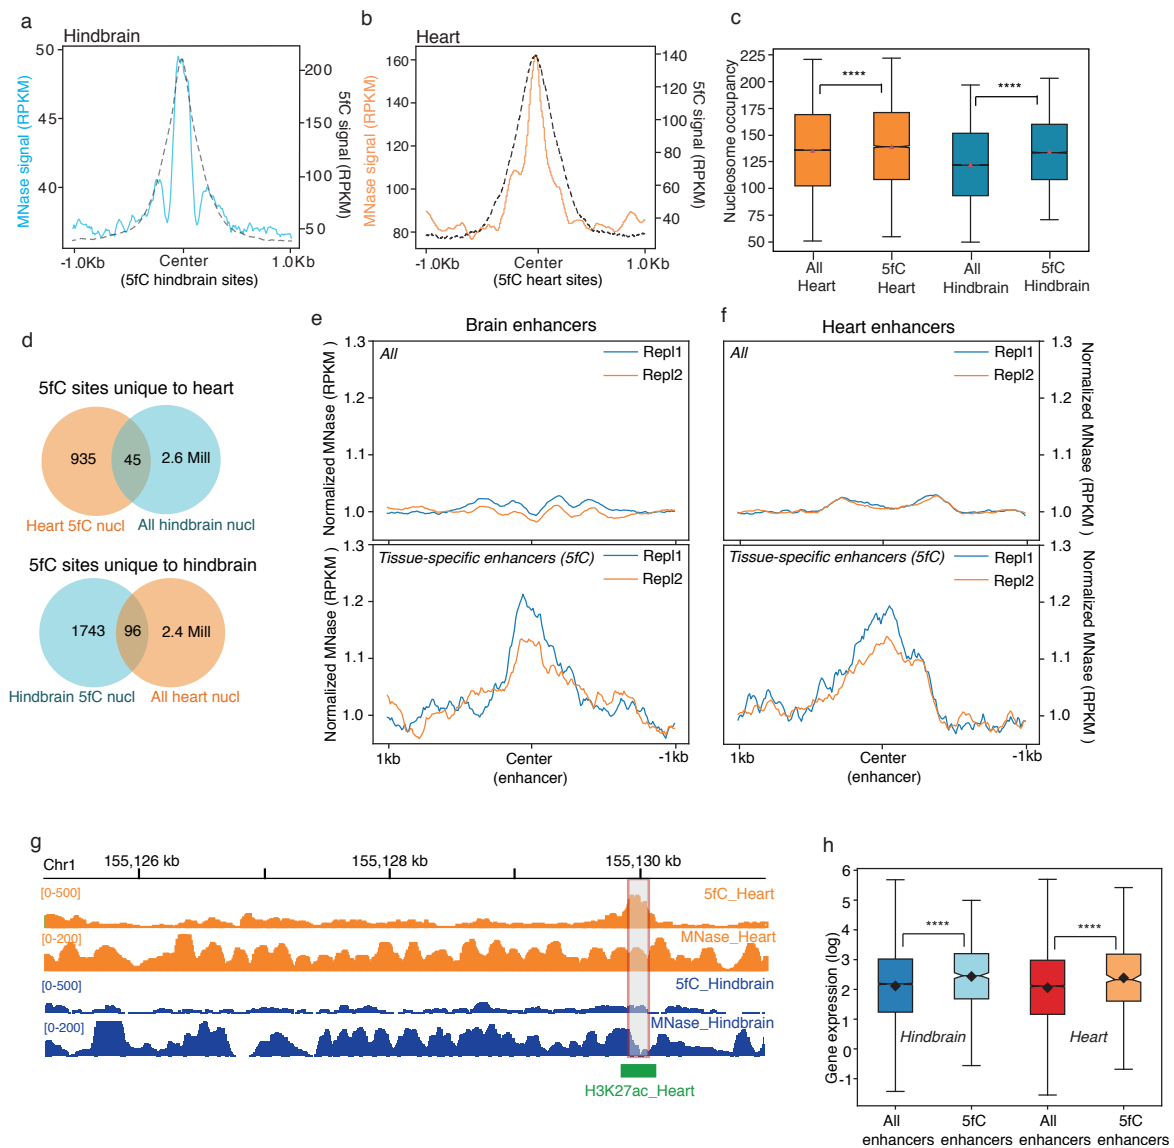 a
Hindbrain
50
45
40
MNase signal (RPKM)
200
150
100
50
5fC signal (RPKM)
-1.0Kb
Center
1.0Kb
(5fC hindbrain sites)
b
Heart
160
140
120
100
80
MNase signal (RPKM)
140
120
100
80
60
40
5fC signal (RPKM)
-1.0Kb
Center
1.0Kb
(5fC heart sites)
c
Nucleosome occupancy
225
200
175
150
125
100
75
50
****
****
All
Heart
5fC
Heart
All
Hindbrain
5fC
Hindbrain
d
5fC sites unique to heart
935
45
2.6 Mill
Heart 5fC nucl
All hindbrain nucl
5fC sites unique to hindbrain
1743
96
2.4 Mill
Hindbrain 5fC nucl
All heart nucl
e
Brain enhancers
All
Repl1
Repl2
1.3
1.2
1.1
1.0
Normalized MNase (RPKM )
Tissue-specific enhancers (5fC)
Repl1
Repl2
1.3
1.2
1.1
1.0
Normalized MNase (RPKM )
1kb
Center
-1kb
(enhancer)
f
Heart enhancers
All
Repl1
Repl2
1.3
1.2
1.1
1.0
Normalized MNase (RPKM )
Tissue-specific enhancers (5fC)
Repl1
Repl2
1.3
1.2
1.1
1.0
Normalized MNase (RPKM )
1kb
Center
-1kb
(enhancer)
g
Chr1
155,126 kb
155,128 kb
155,130 kb
[0-500]
5fC_Heart
[0-200]
MNase_Heart
[0-500]
5fC_Hindbrain
[0-200]
MNase_Hindbrain
H3K27ac_Heart
h
Gene expression (log)
6
5
4
3
2
1
0
-1
****
****
Hindbrain
Heart
All
enhancers
5fC
enhancers
All
enhancers
5fC
enhancers